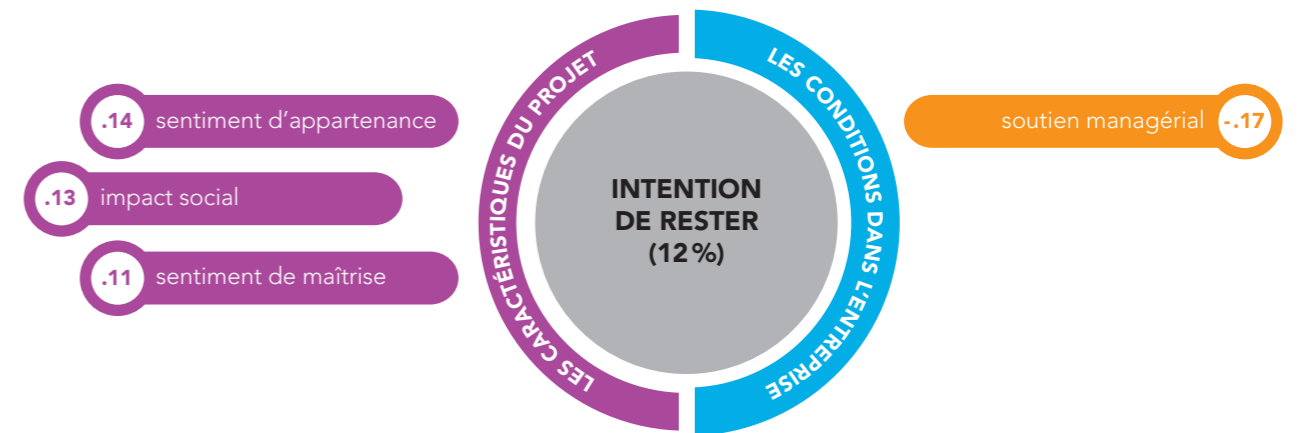 LES CARACTÉRISTIQUES DU PROJET
LES CONDITIONS DANS L'ENTREPRISE
.14 sentiment d'appartenance
.13 impact social
.11 sentiment de maîtrise
INTENTION
DE RESTER
(12 %)
soutien managérial -.17